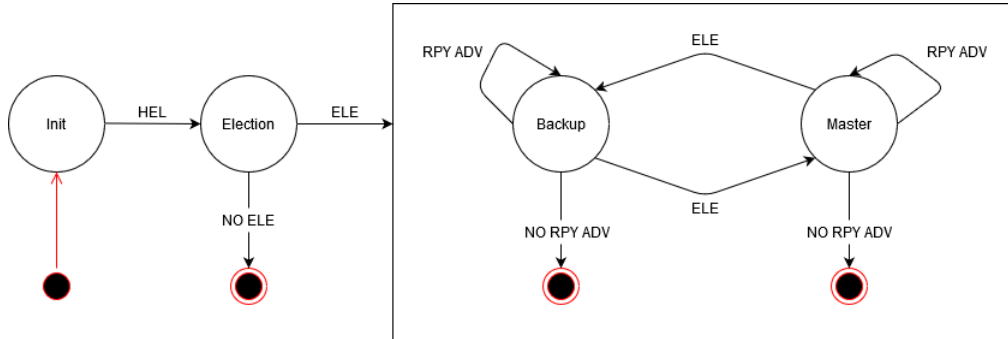 ELE
RPY ADV
RPY ADV
Init
HEL
Election
ELE
Backup
Master
ELE
NO ELE
NO RPY ADV
NO RPY ADV